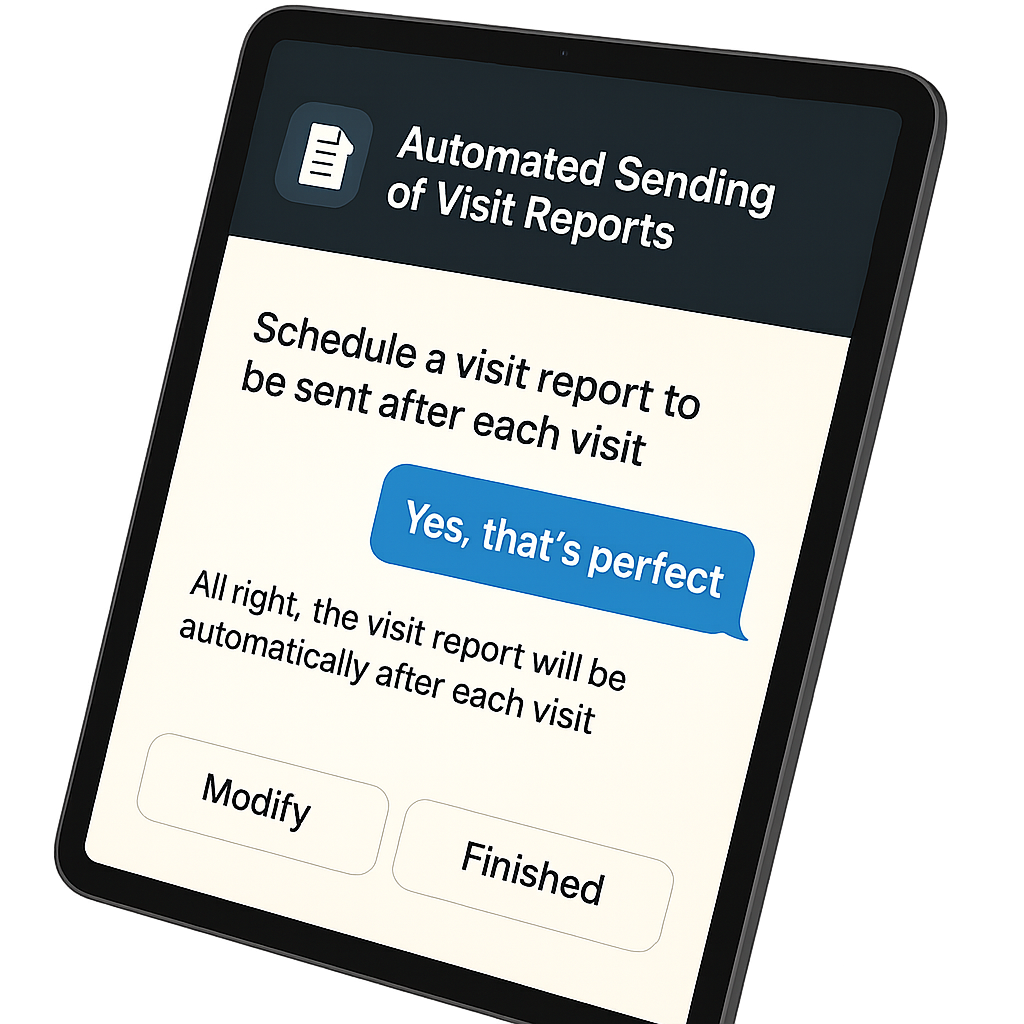 Automated Sending
of Visit Reports
Schedule a visit report to
be sent after each visit
Yes, that's perfect
All right, the visit report will be
automatically after each visit
Modify
Finished